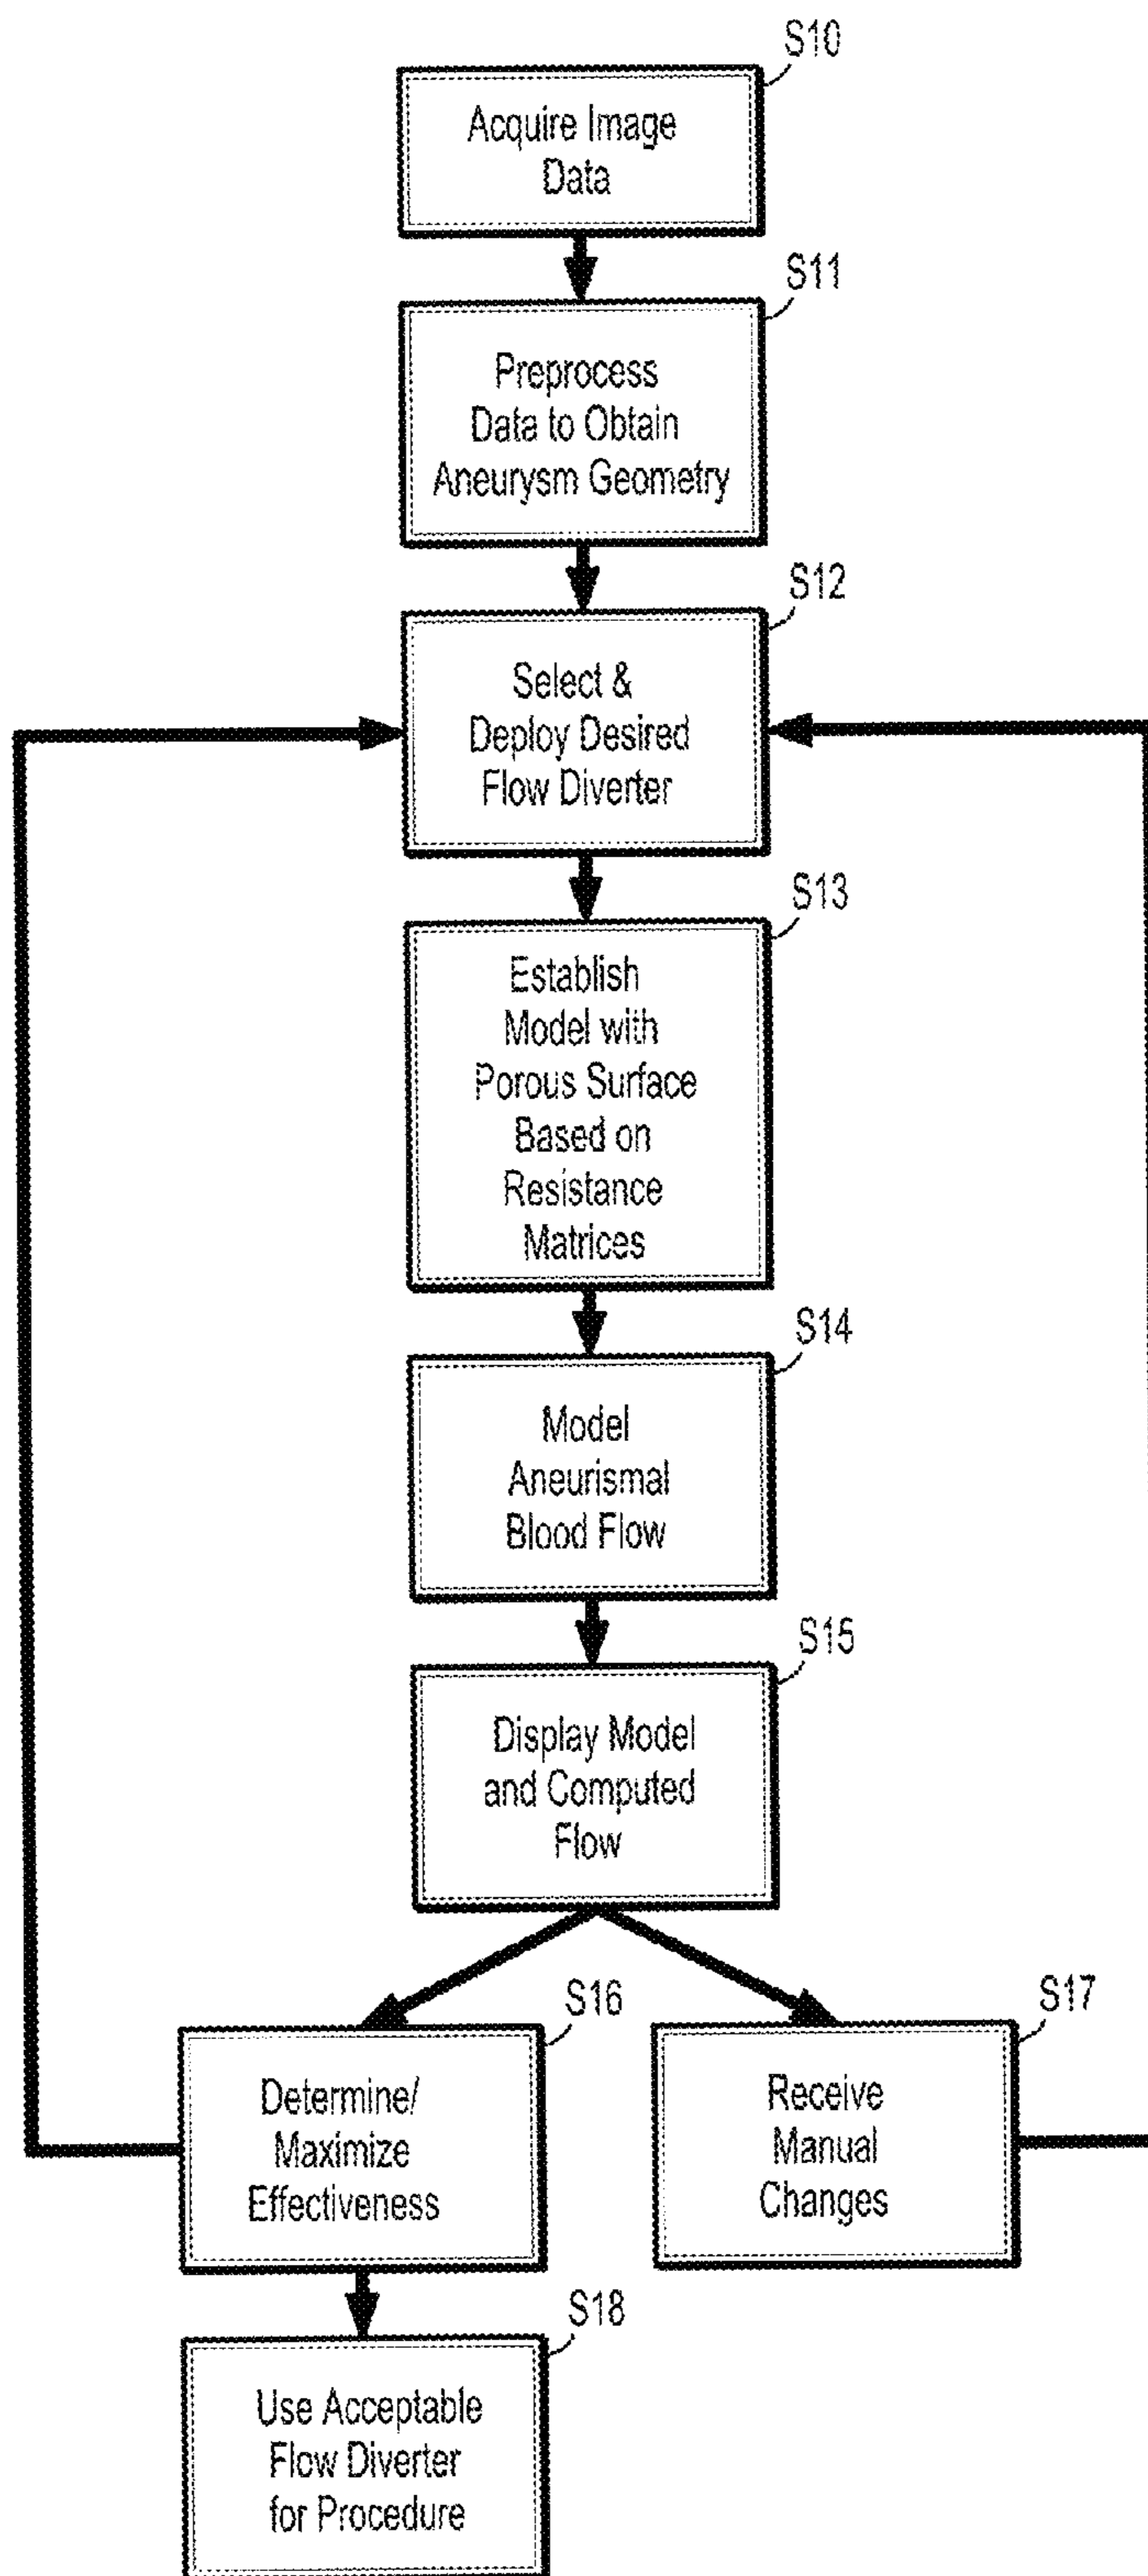 S10
Acquire Image
Data
S11
Preprocess
Data to Obtain
Aneurysm Geometry
S12
Select &
Deploy Desired
Flow Diverter
S13
Establish
Model with
Porous Surface
Based on
Resistance
Matrices
S14
Model
Aneurismal
Blood Flow
S15
Display Model
and Computed
Flow
S16
Determine/
Maximize
Effectiveness
S17
Receive
Manual
Changes
S18
Use Acceptable
Flow Diverter
for Procedure